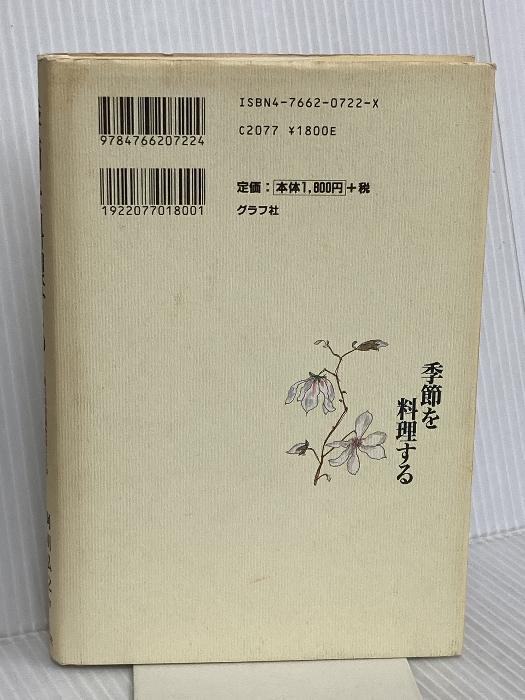 ISBN4-7662-0722-X
C2077 ¥1800E
9784766207224
定価：本体1,800円+税
グラフ社
1922077018001
季節を
料理する